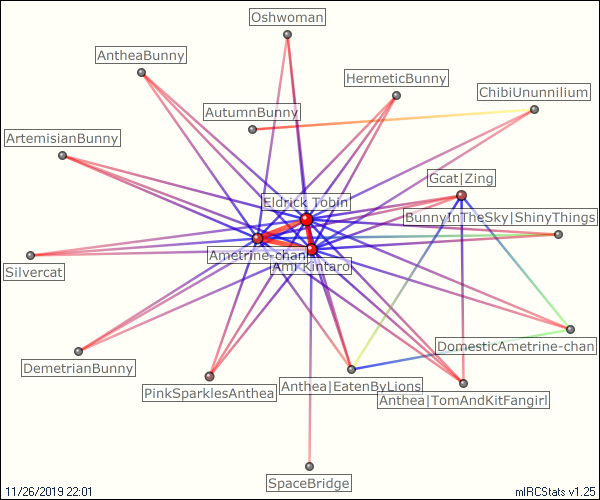 Oshwoman
AntheaBunny
HermeticBunny
ChibiUnunnilium
AutumnBunny
ArtemisianBunny
Gcat|Zing
Eldrick Tobin
BunnyInTheSky|ShinyThings
Ametrine-chan
Ami Kintaro
Silvercat
DomesticAmetrine-chan
DemetrianBunny
PinkSparklesAnthea
Anthea|EatenByLions
Anthea|TomAndKitFangirl
SpaceBridge
11/26/2019 22:01
mIRCStats v1.25